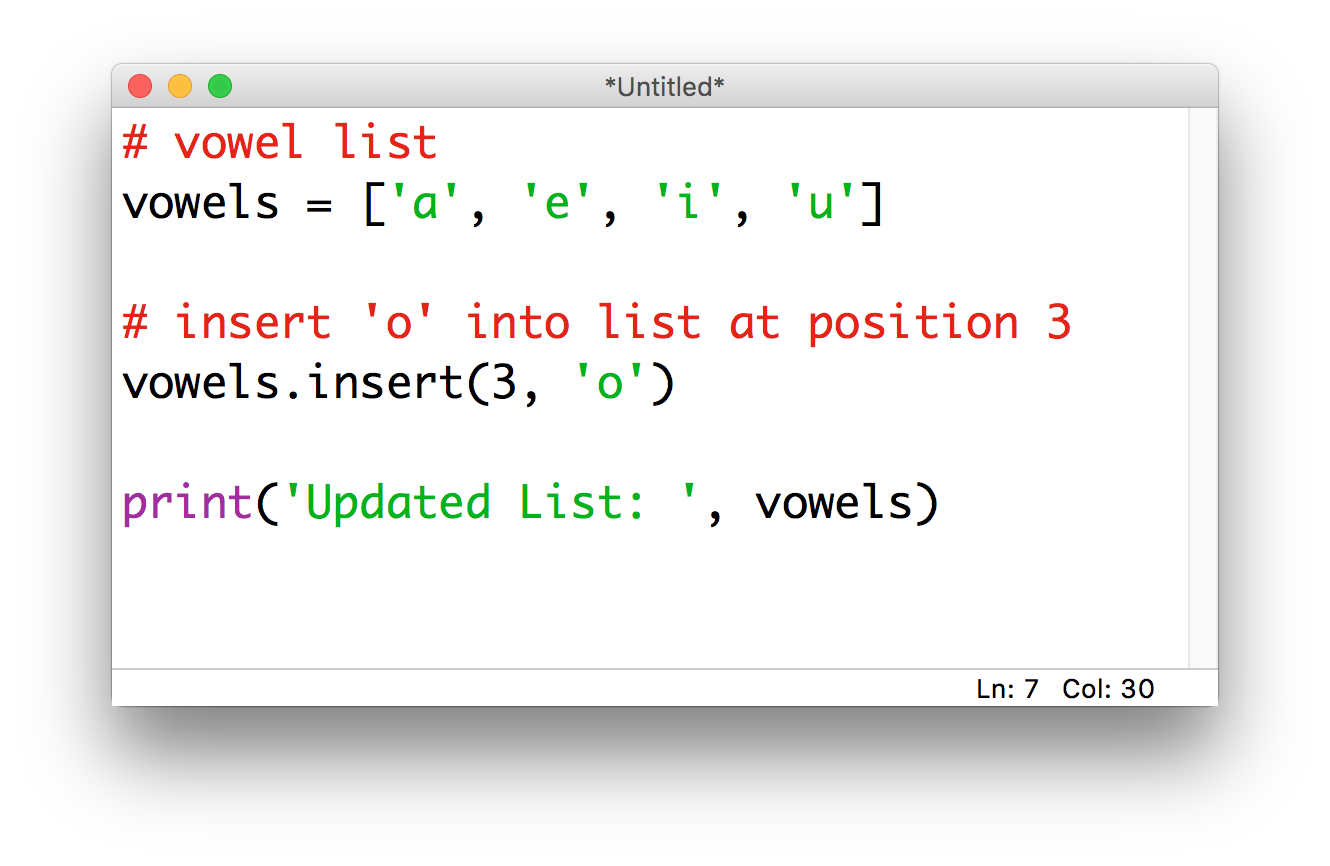 *Untitled*
# vowel list
vowels = ['a', 'e', 'i', 'u']
# insert 'o' into list at position 3
vowels.insert(3, 'o')
print('Updated List: ', vowels)
Ln: 7 Col: 30